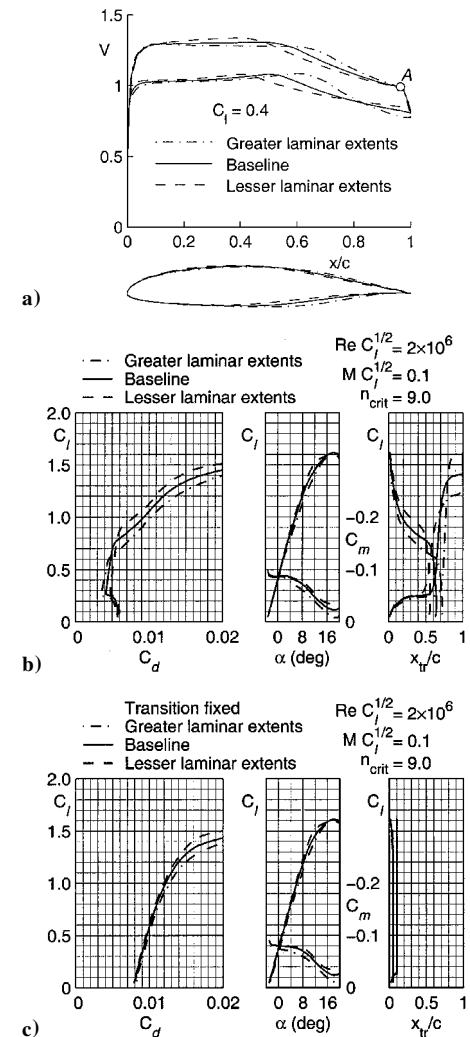 a)
V
1.5
1
0.5
0
A
C_l = 0.4
Greater laminar extents
Baseline
Lesser laminar extents
0 0.2 0.4 0.6 0.8 1
x/c
b)
Greater laminar extents
Baseline
Lesser laminar extents
Re C_l^{1/2} = 2×10^6
M C_l^{1/2} = 0.1
n_crit = 9.0
2.0
C_l
1.5
1.0
0.5
0
0 0.01 0.02
C_d
C_l
-0.2
C_m
-0.1
0
0 8 16
α (deg)
C_l
0 0.5 1
x_tr/c
c)
Transition fixed
Greater laminar extents
Baseline
Lesser laminar extents
Re C_l^{1/2} = 2×10^6
M C_l^{1/2} = 0.1
n_crit = 9.0
2.0
C_l
1.5
1.0
0.5
0
0 0.01 0.02
C_d
C_l
-0.2
C_m
-0.1
0
0 8 16
α (deg)
C_l
0 0.5 1
x_tr/c